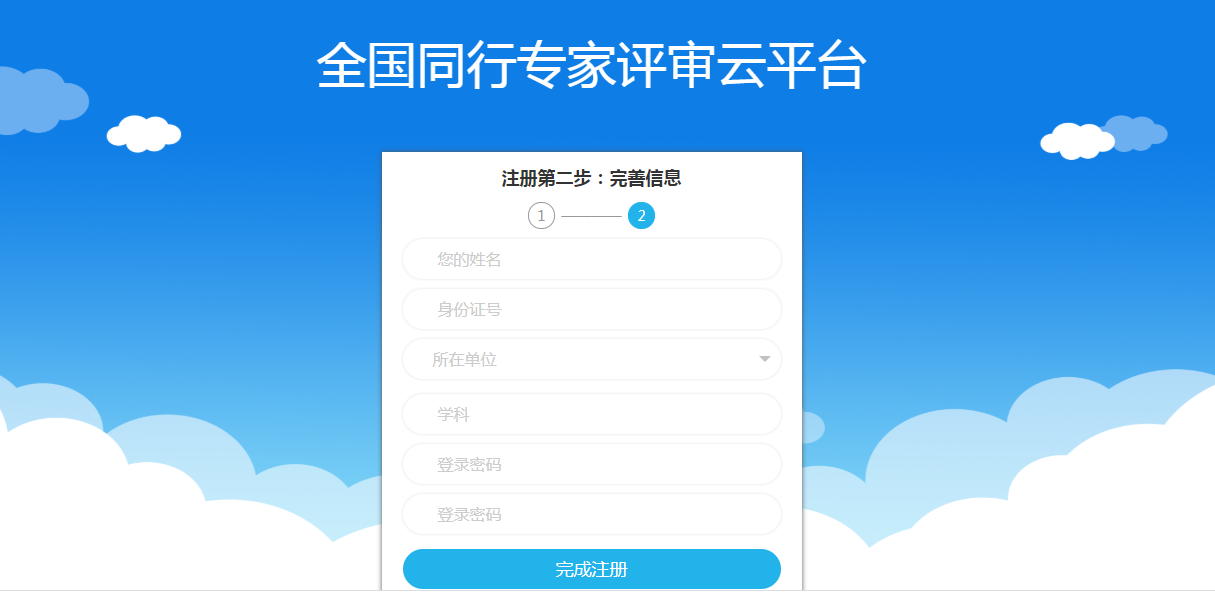 全国同行专家评审云平台
注册第二步：完善信息
1 2
您的姓名
身份证号
所在单位
学科
登录密码
登录密码
完成注册